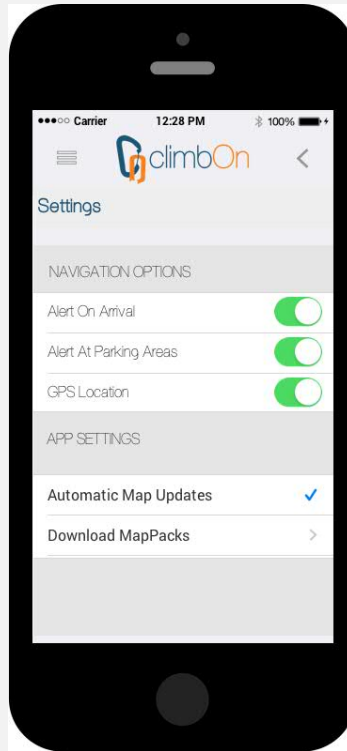 Carrier 12:28 PM 100%
climbOn
Settings
NAVIGATION OPTIONS
Alert On Arrival
Alert At Parking Areas
GPS Location
APP SETTINGS
Automatic Map Updates
Download MapPacks